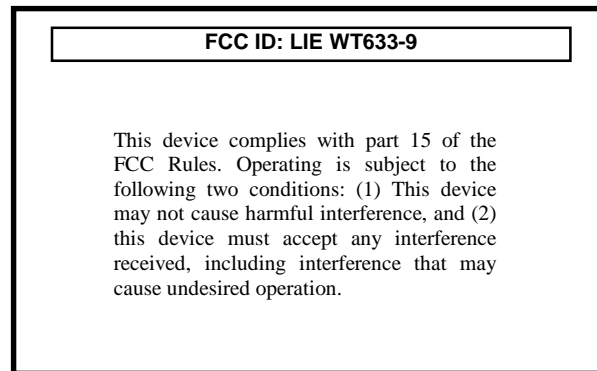 FCC ID: LIE WT633-9
This device complies with part 15 of the
FCC Rules. Operating is subject to the
following two conditions: (1) This device
may not cause harmful interference, and (2)
this device must accept any interference
received, including interference that may
cause undesired operation.